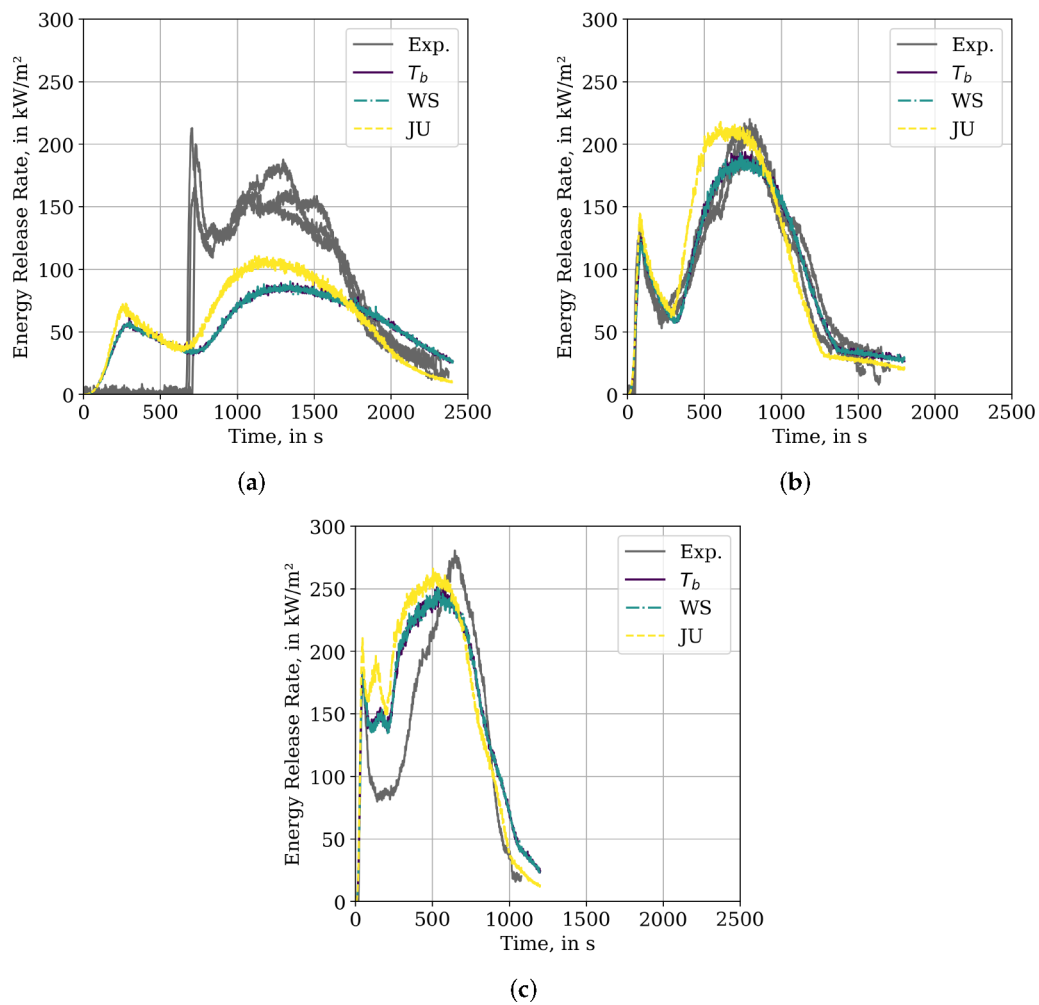 300
250
200
150
100
50
0
Energy Release Rate, in kW/m²
0 500 1000 1500 2000 2500
Time, in s
Exp.
T_b
WS
JU
(a)
300
250
200
150
100
50
0
Energy Release Rate, in kW/m²
0 500 1000 1500 2000 2500
Time, in s
Exp.
T_b
WS
JU
(b)
300
250
200
150
100
50
0
Energy Release Rate, in kW/m²
0 500 1000 1500 2000 2500
Time, in s
Exp.
T_b
WS
JU
(c)